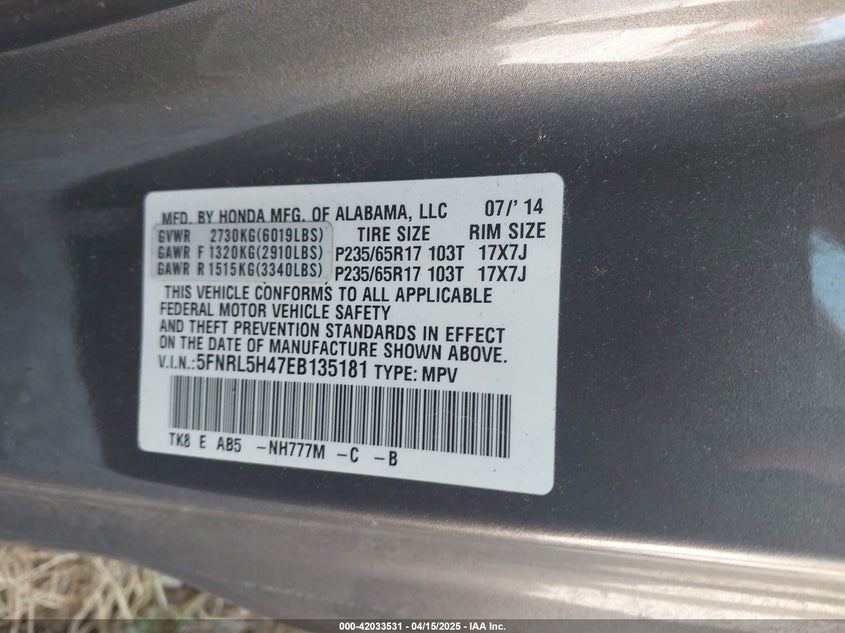 MFD. BY HONDA MFG. OF ALABAMA, LLC 07/' 14
GVWR 2730KG(6019LBS) TIRE SIZE RIM SIZE
GAWR F 1320KG(2910LBS) P235/65R17 103T 17X7J
GAWR R 1515KG(3340LBS) P235/65R17 103T 17X7J
THIS VEHICLE CONFORMS TO ALL APPLICABLE
FEDERAL MOTOR VEHICLE SAFETY
AND THEFT PREVENTION STANDARDS IN EFFECT
ON THE DATE OF MANUFACTURE SHOWN ABOVE.
V.I.N.:5FNRL5H47EB135181 TYPE: MPV
TK8 E AB5 -NH777M -C -B
000-42033531 - 04/15/2025 - IAA Inc.